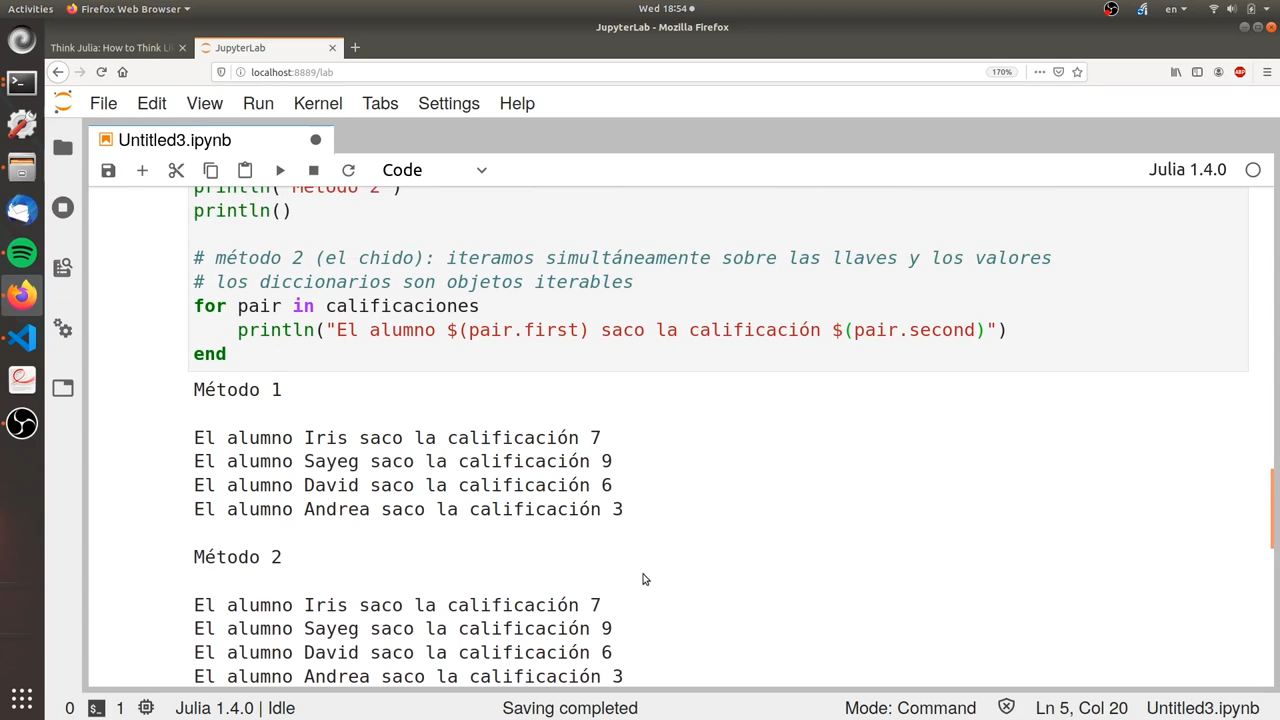 Activities Firefox Web Browser Wed 18:54 en
JupyterLab - Mozilla Firefox
Think Julia: How to Think Li JupyterLab
localhost:8889/lab 170% ABP
File Edit View Run Kernel Tabs Settings Help
Untitled3.ipynb
Code Julia 1.4.0
println("Método 2")
println()
# método 2 (el chido): iteramos simultáneamente sobre las llaves y los valores
# los diccionarios son objetos iterables
for pair in calificaciones
println("El alumno $(pair.first) saco la calificación $(pair.second)")
end
Método 1
El alumno Iris saco la calificación 7
El alumno Sayeg saco la calificación 9
El alumno David saco la calificación 6
El alumno Andrea saco la calificación 3
Método 2
El alumno Iris saco la calificación 7
El alumno Sayeg saco la calificación 9
El alumno David saco la calificación 6
El alumno Andrea saco la calificación 3
0 $_ 1 Julia 1.4.0 | Idle Saving completed Mode: Command Ln 5, Col 20 Untitled3.ipynb